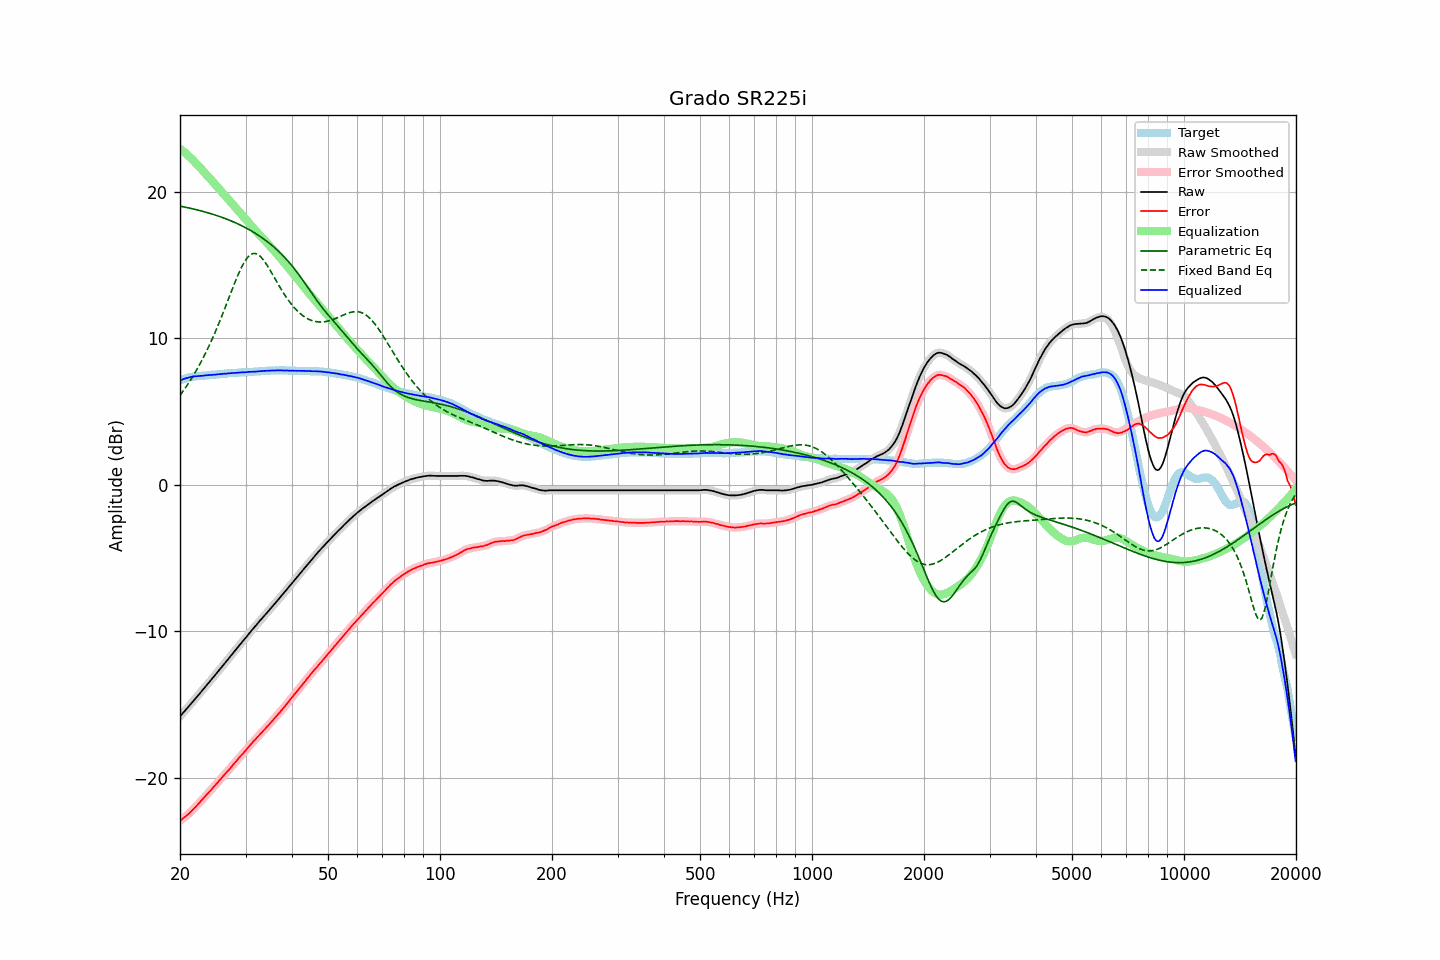 Grado SR225i
Amplitude (dBr)
20
10
0
−10
−20
Target
Raw Smoothed
Error Smoothed
Raw
Error
Equalization
Parametric Eq
Fixed Band Eq
Equalized
20 50 100 200 500 1000 2000 5000 10000 20000
Frequency (Hz)